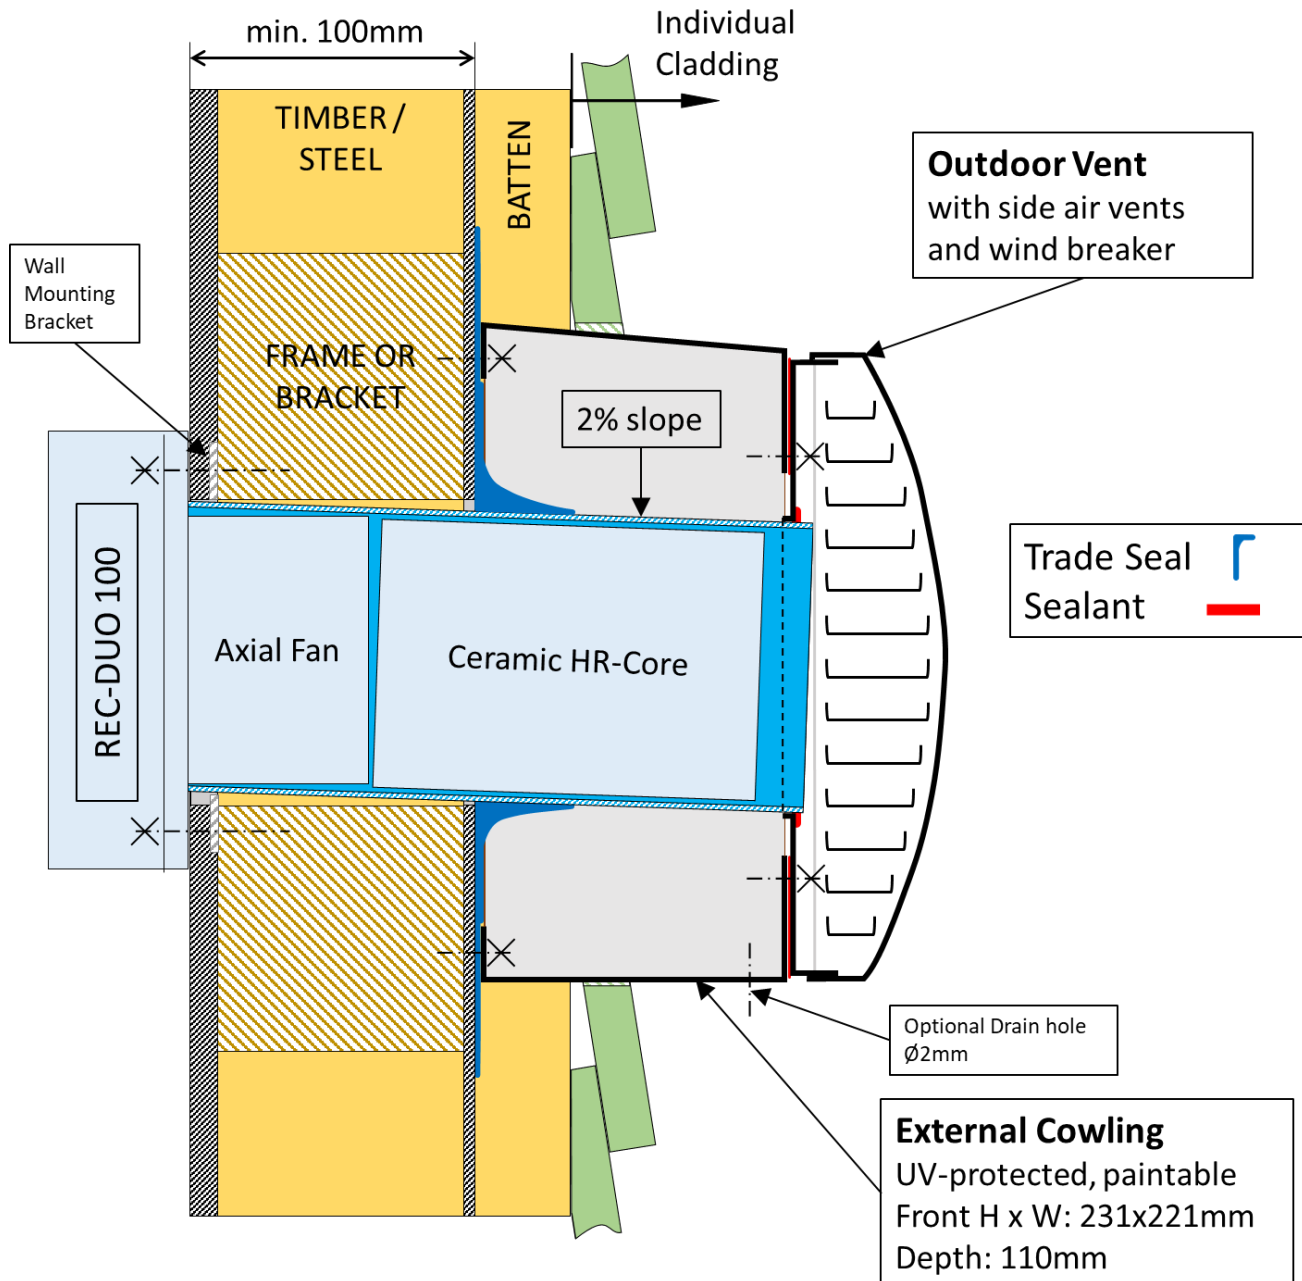 min. 100mm
Individual
Cladding
TIMBER /
STEEL
BATTEN
Outdoor Vent
with side air vents
and wind breaker
Wall
Mounting
Bracket
FRAME OR
BRACKET
2% slope
REC-DUO 100
Axial Fan
Ceramic HR-Core
Trade Seal
Sealant
Optional Drain hole
Ø2mm
External Cowling
UV-protected, paintable
Front H x W: 231x221mm
Depth: 110mm